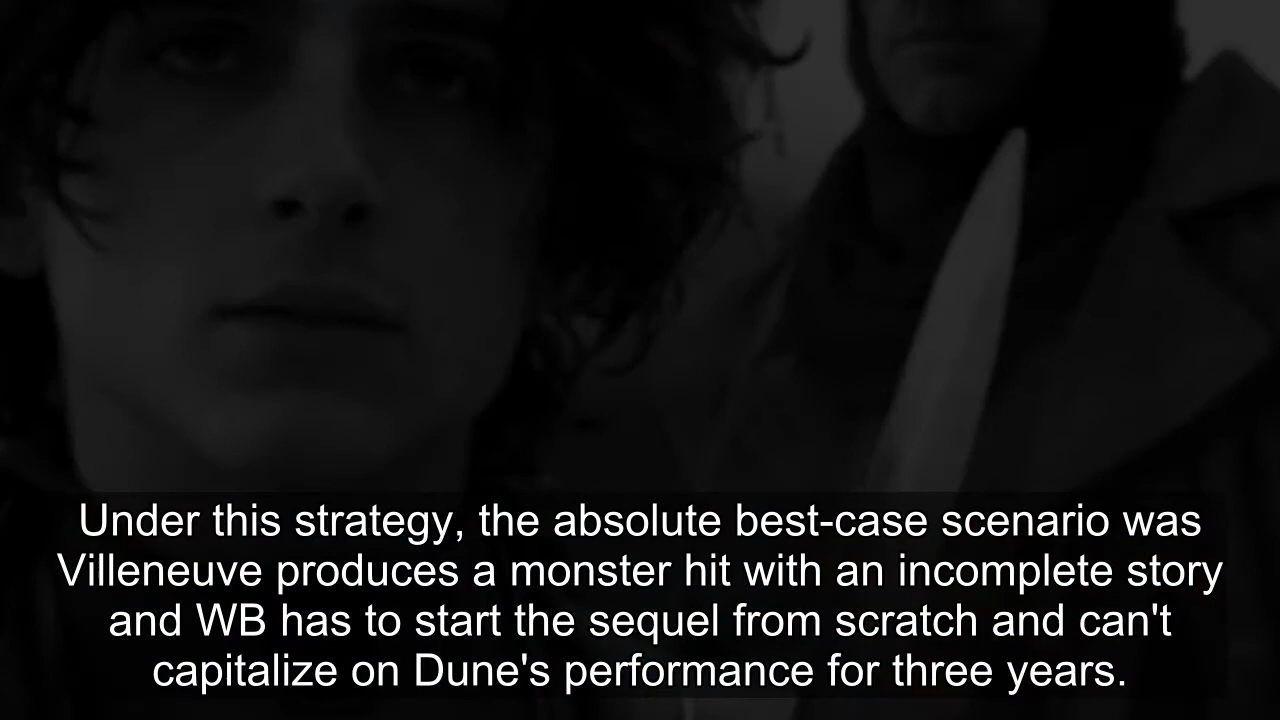 Under this strategy, the absolute best-case scenario was
Villeneuve produces a monster hit with an incomplete story
and WB has to start the sequel from scratch and can't
capitalize on Dune's performance for three years.